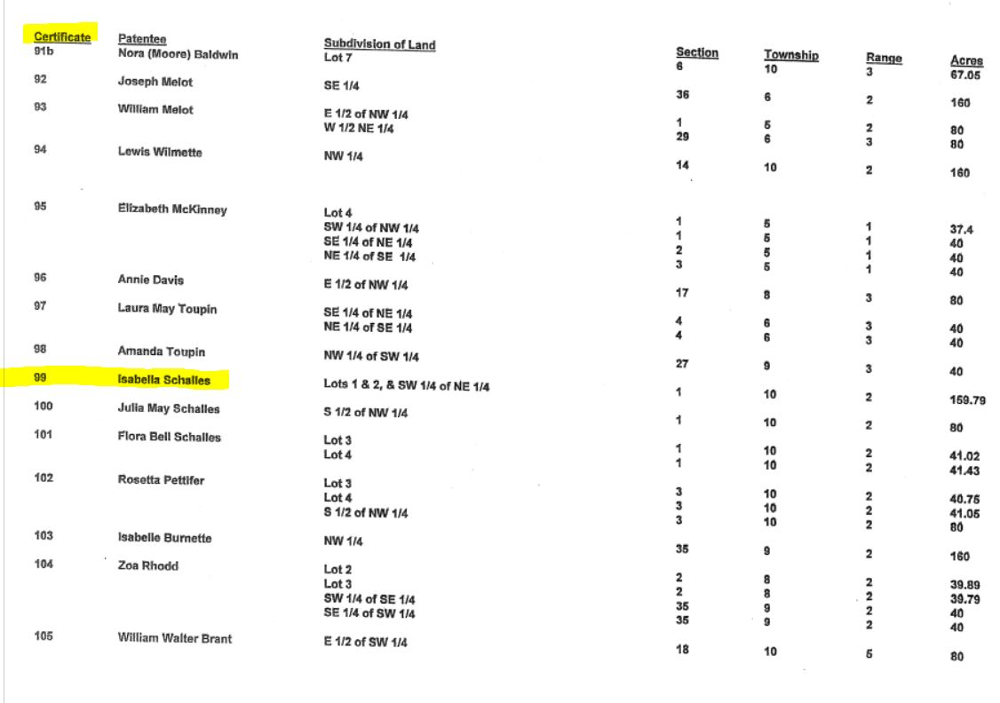 Certificate Patentee Subdivision of Land Section Township Range Acres
91b Nora (Moore) Baldwin Lot 7 6 10 3 67.05
92 Joseph Melot SE 1/4 36 6 2 160
93 William Melot E 1/2 of NW 1/4 1 5 2 80
W 1/2 NE 1/4 29 6 3 80
94 Lewis Wilmette NW 1/4 14 10 2 160
95 Elizabeth McKinney Lot 4 1 5 1 37.4
SW 1/4 of NW 1/4 1 5 1 40
SE 1/4 of NE 1/4 2 5 1 40
NE 1/4 of SE 1/4 3 5 1 40
96 Annie Davis E 1/2 of NW 1/4 17 8 3 80
97 Laura May Toupin SE 1/4 of NE 1/4 4 6 3 40
NE 1/4 of SE 1/4 4 6 3 40
98 Amanda Toupin NW 1/4 of SW 1/4 27 9 3 40
99 Isabella Schalles Lots 1 & 2, & SW 1/4 of NE 1/4 1 10 2 159.79
100 Julia May Schalles S 1/2 of NW 1/4 1 10 2 80
101 Flora Bell Schalles Lot 3 1 10 2 41.02
Lot 4 1 10 2 41.43
102 Rosetta Pettifer Lot 3 3 10 2 40.75
Lot 4 3 10 2 41.05
S 1/2 of NW 1/4 3 10 2 80
103 Isabelle Burnette NW 1/4 35 9 2 160
104 Zoa Rhodd Lot 2 2 8 2 39.89
Lot 3 2 8 2 39.79
SW 1/4 of SE 1/4 35 9 2 40
SE 1/4 of SW 1/4 35 9 2 40
105 William Walter Brant E 1/2 of SW 1/4 18 10 5 80